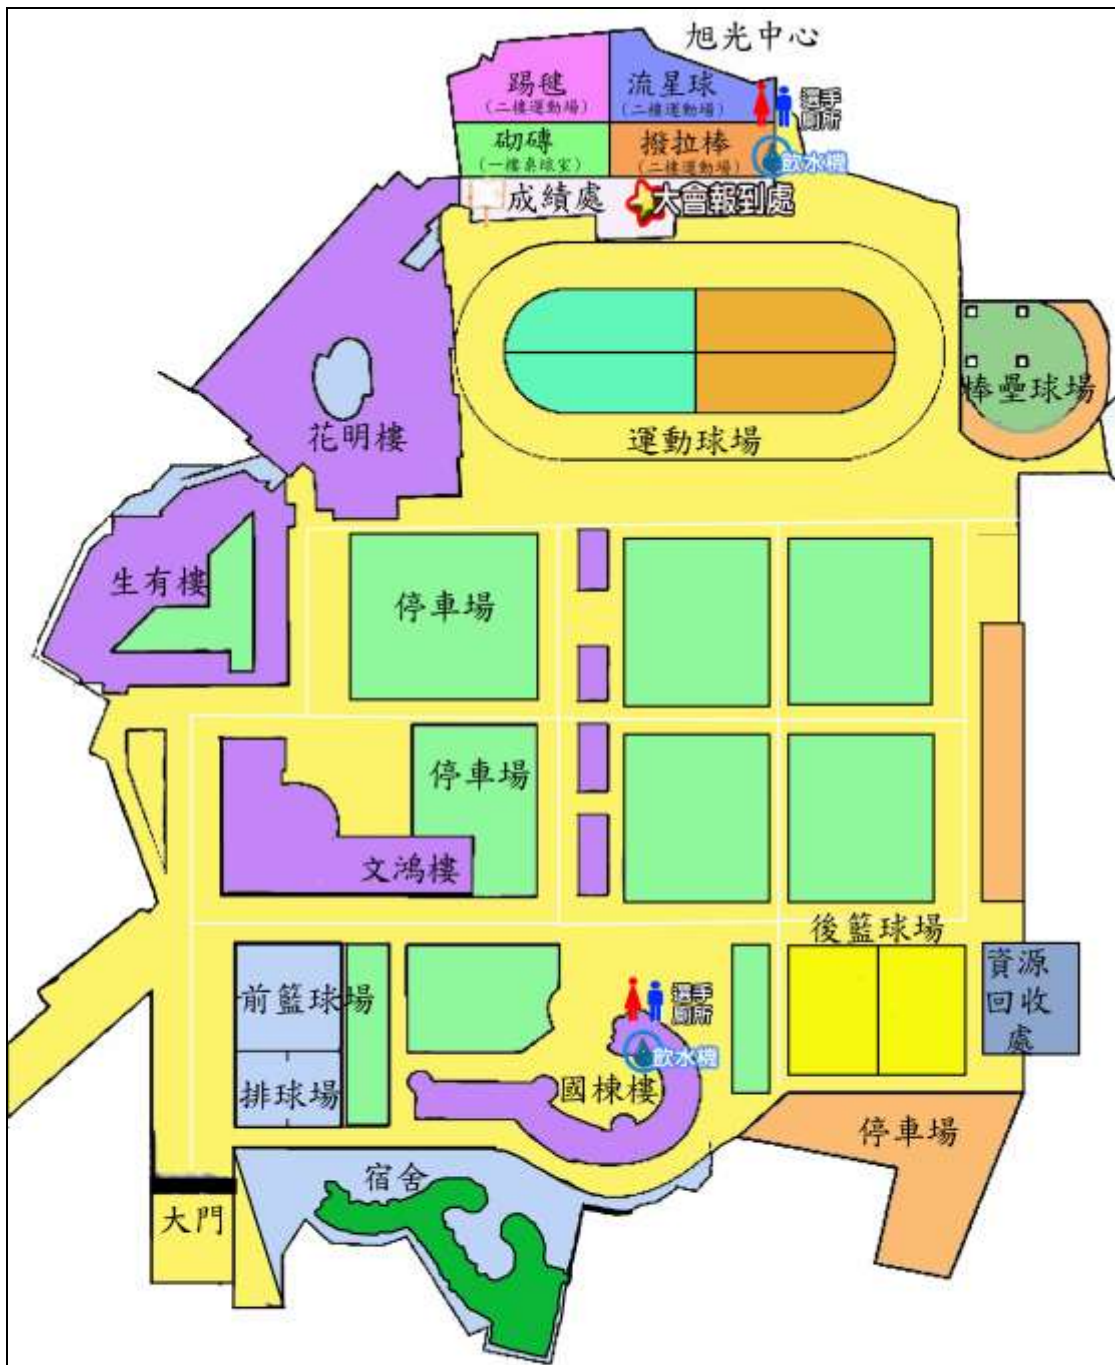 旭光中心
踢毽
(二樓運動場)
流星球
(二樓運動場)
選手
廁所
砌磚
(一樓桌球室)
撥拉棒
(二樓運動場)
飲水機
成績處
大會報到處
棒壘球場
花明樓
運動球場
生有樓
停車場
停車場
文鴻樓
後籃球場
前籃球場
選手
廁所
飲水機
資源
回收
處
排球場
國棟樓
停車場
宿舍
大門